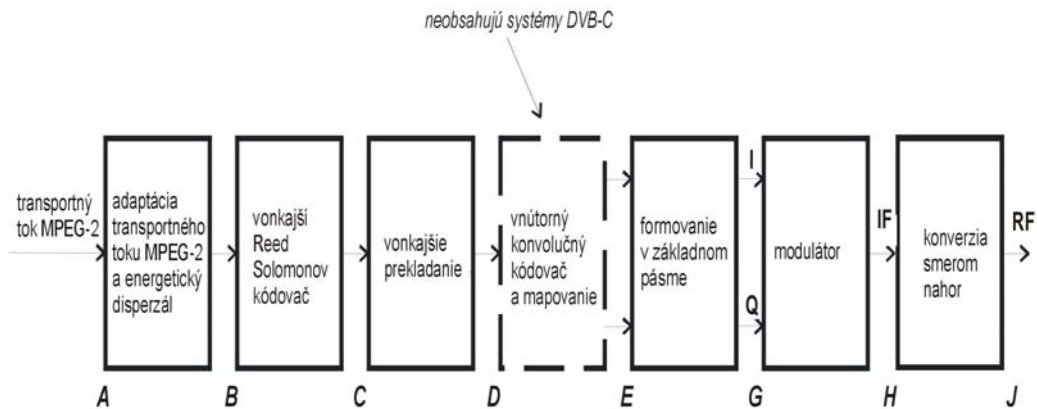 neobsahujú systémy DVB-C
transportný
tok MPEG-2
adaptácia
transportného
toku MPEG-2
a energetický
disperzál
vonkajši
Reed
Solomonov
kódovač
vonkajšie
prekladanie
vnútorný
konvolučný
kódovač
a mapovanie
formovanie
v základnom
pásme
I
Q
modulátor
IF
konverzia
smerom
nahor
RF
A B C D E G H J